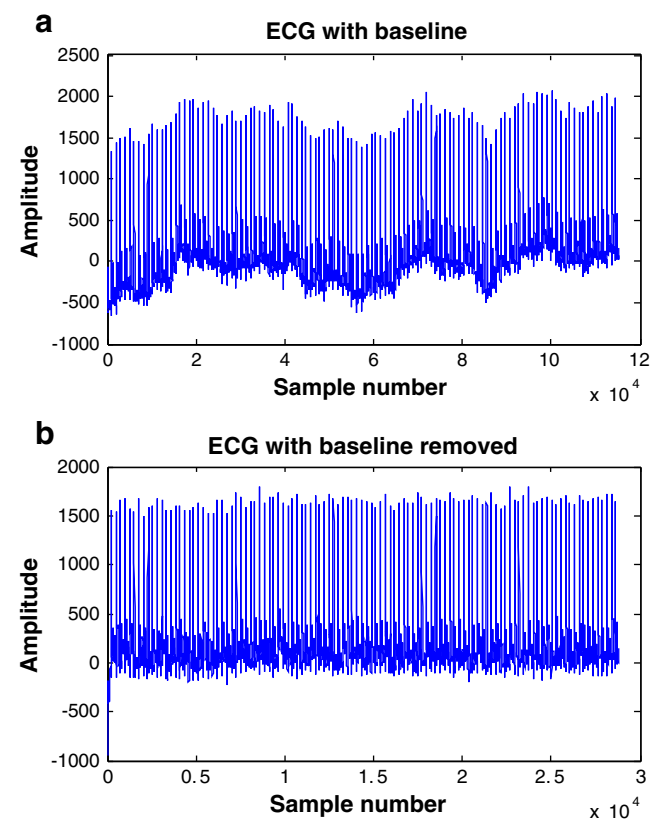 a
ECG with baseline
2500
2000
1500
1000
500
0
-500
-1000
Amplitude
0 2 4 6 8 10 12
Sample number
x 10^4
b
ECG with baseline removed
2000
1500
1000
500
0
-500
-1000
Amplitude
0 0.5 1 1.5 2 2.5 3
Sample number
x 10^4